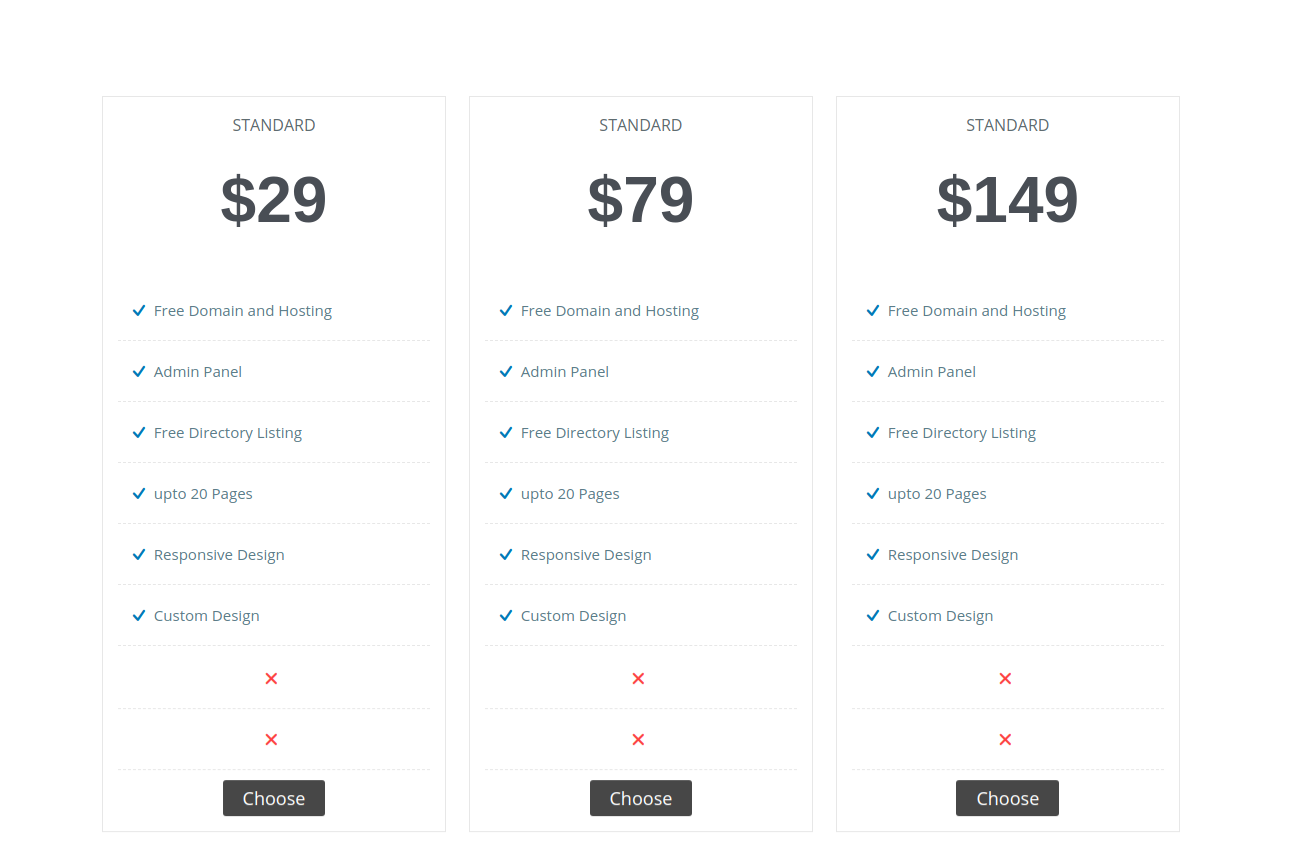 STANDARD
$29
Free Domain and Hosting
Admin Panel
Free Directory Listing
upto 20 Pages
Responsive Design
Custom Design
Choose
STANDARD
$79
Free Domain and Hosting
Admin Panel
Free Directory Listing
upto 20 Pages
Responsive Design
Custom Design
Choose
STANDARD
$149
Free Domain and Hosting
Admin Panel
Free Directory Listing
upto 20 Pages
Responsive Design
Custom Design
Choose